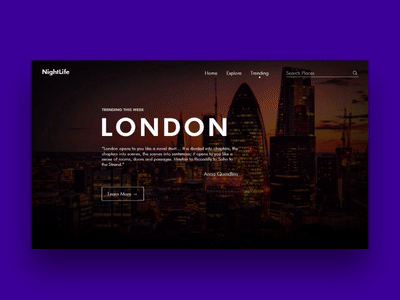 NightLife
Home Explore Trending Search Places
TRENDING THIS WEEK
LONDON
"London opens to you like a novel itself... It is divided into chapters, the
chapters into scenes, the scenes into sentences; it opens to you like a
series of rooms, doors and passages. Mayfair to Piccadilly to Soho to
the Strand."
Anna Quindlen
Learn More →